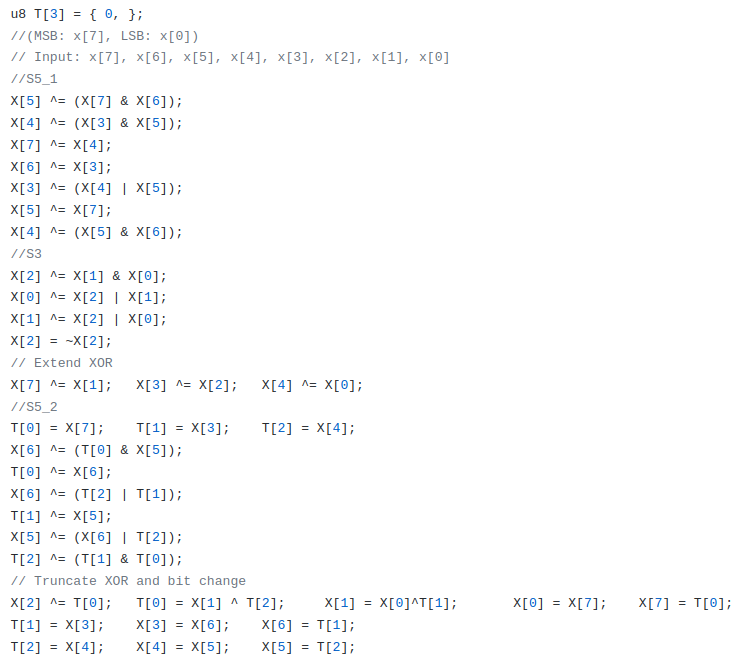 u8 T[3] = { 0, };
//(MSB: x[7], LSB: x[0])
// Input: x[7], x[6], x[5], x[4], x[3], x[2], x[1], x[0]
//S5_1
X[5] ^= (X[7] & X[6]);
X[4] ^= (X[3] & X[5]);
X[7] ^= X[4];
X[6] ^= X[3];
X[3] ^= (X[4] | X[5]);
X[5] ^= X[7];
X[4] ^= (X[5] & X[6]);
//S3
X[2] ^= X[1] & X[0];
X[0] ^= X[2] | X[1];
X[1] ^= X[2] | X[0];
X[2] = ~X[2];
// Extend XOR
X[7] ^= X[1];   X[3] ^= X[2];   X[4] ^= X[0];
//S5_2
T[0] = X[7];    T[1] = X[3];    T[2] = X[4];
X[6] ^= (T[0] & X[5]);
T[0] ^= X[6];
X[6] ^= (T[2] | T[1]);
T[1] ^= X[5];
X[5] ^= (X[6] | T[2]);
T[2] ^= (T[1] & T[0]);
// Truncate XOR and bit change
X[2] ^= T[0];   T[0] = X[1] ^ T[2];     X[1] = X[0]^T[1];       X[0] = X[7];    X[7] = T[0];
T[1] = X[3];    X[3] = X[6];    X[6] = T[1];
T[2] = X[4];    X[4] = X[5];    X[5] = T[2];